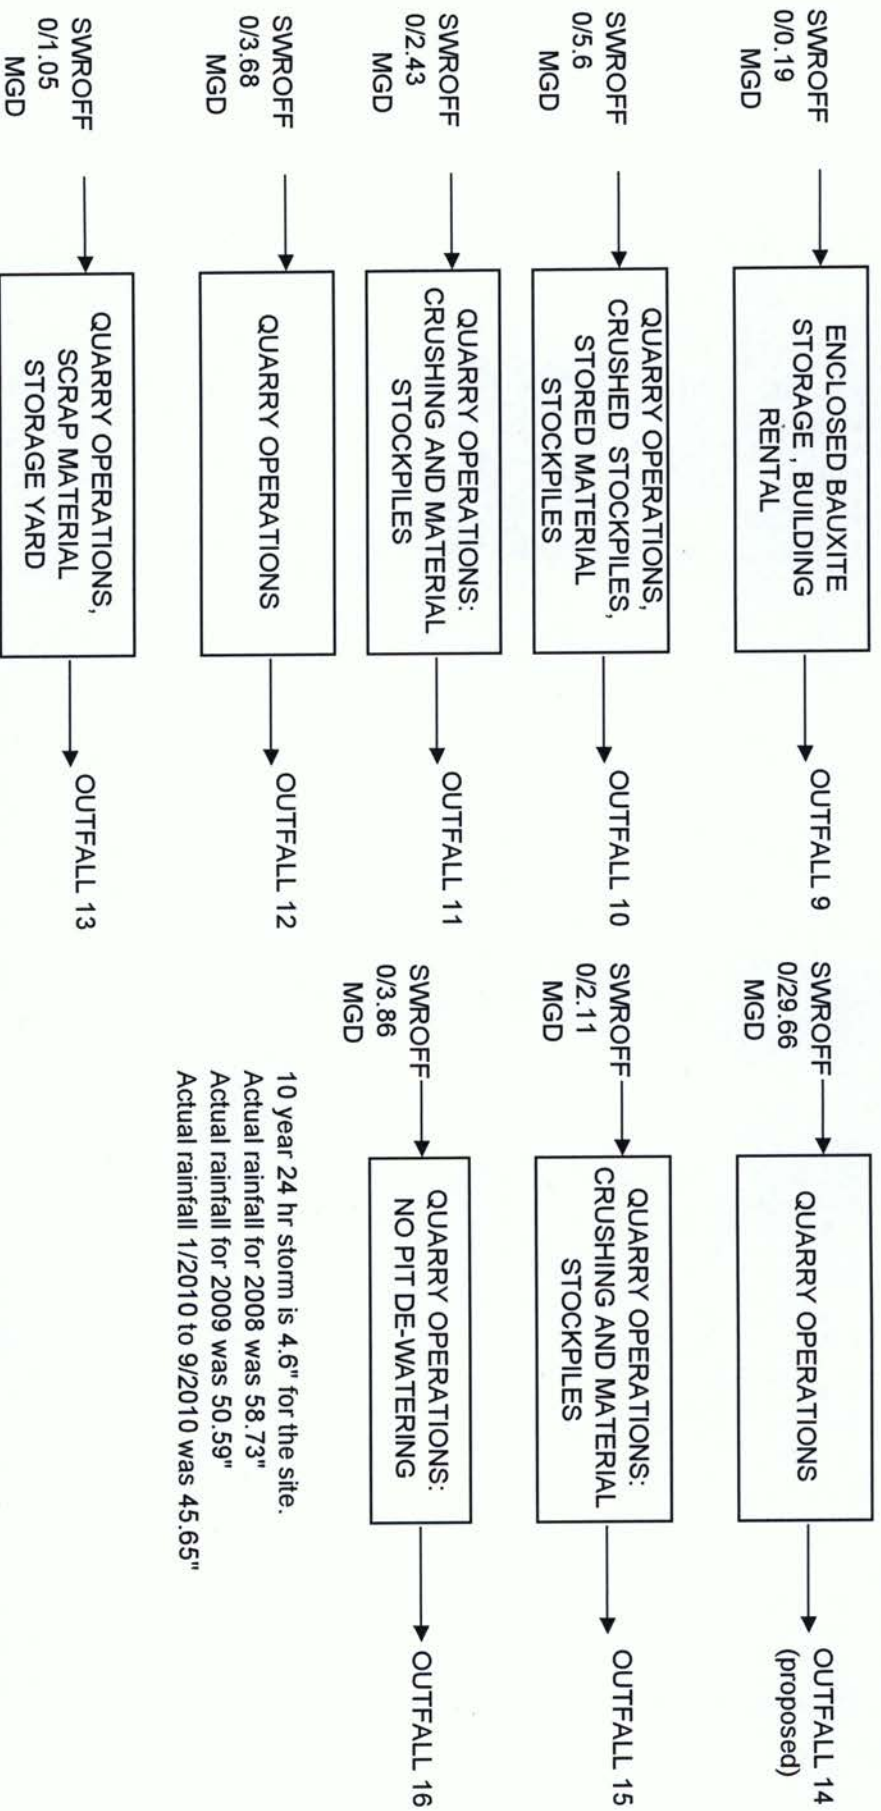 SWROFF
0/0.19
MGD
ENCLOSED BAUXITE
STORAGE , BUILDING
RENTAL
OUTFALL 9
SWROFF
0/5.6
MGD
QUARRY OPERATIONS,
CRUSHED STOCKPILES,
STORED MATERIAL
STOCKPILES
OUTFALL 10
SWROFF
0/2.43
MGD
QUARRY OPERATIONS:
CRUSHING AND MATERIAL
STOCKPILES
OUTFALL 11
SWROFF
0/3.68
MGD
QUARRY OPERATIONS
OUTFALL 12
SWROFF
0/1.05
MGD
QUARRY OPERATIONS,
SCRAP MATERIAL
STORAGE YARD
OUTFALL 13
SWROFF
0/29.66
MGD
QUARRY OPERATIONS
OUTFALL 14
(proposed)
SWROFF
0/2.11
MGD
QUARRY OPERATIONS:
CRUSHING AND MATERIAL
STOCKPILES
OUTFALL 15
SWROFF
0/3.86
MGD
QUARRY OPERATIONS:
NO PIT DE-WATERING
OUTFALL 16
10 year 24 hr storm is 4.6" for the site.
Actual rainfall for 2008 was 58.73"
Actual rainfall for 2009 was 50.59"
Actual rainfall 1/2010 to 9/2010 was 45.65"